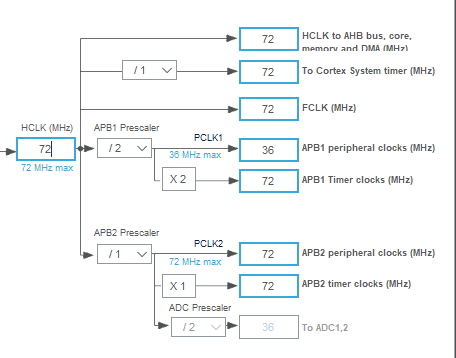 72
HCLK to AHB bus, core,
memory and DMA (MHz)
/ 1
72
To Cortex System timer (MHz)
72
FCLK (MHz)
HCLK (MHz)
APB1 Prescaler
PCLK1
72
/ 2
36
APB1 peripheral clocks (MHz)
36 MHz max
72 MHz max
X 2
72
APB1 Timer clocks (MHz)
APB2 Prescaler
PCLK2
/ 1
72
APB2 peripheral clocks (MHz)
72 MHz max
X 1
72
APB2 timer clocks (MHz)
ADC Prescaler
/ 2
36
To ADC1,2